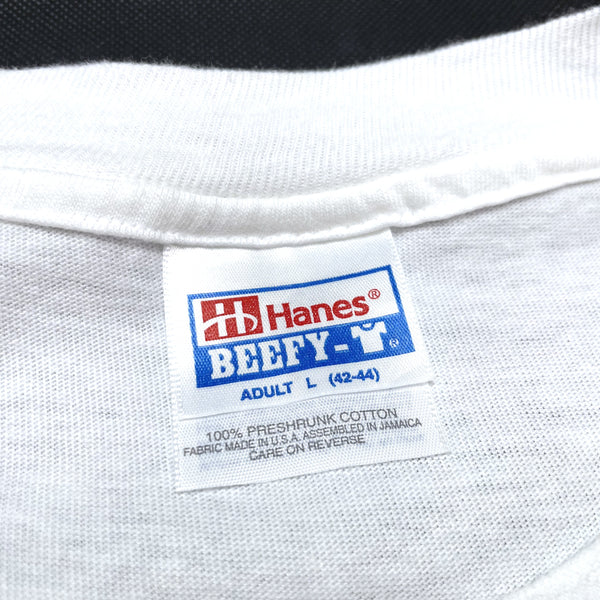 Hanes®
BEEFY-T®
ADULT L (42-44)
100% PRESHRUNK COTTON
FABRIC MADE IN U.S.A. ASSEMBLED IN JAMAICA
CARE ON REVERSE